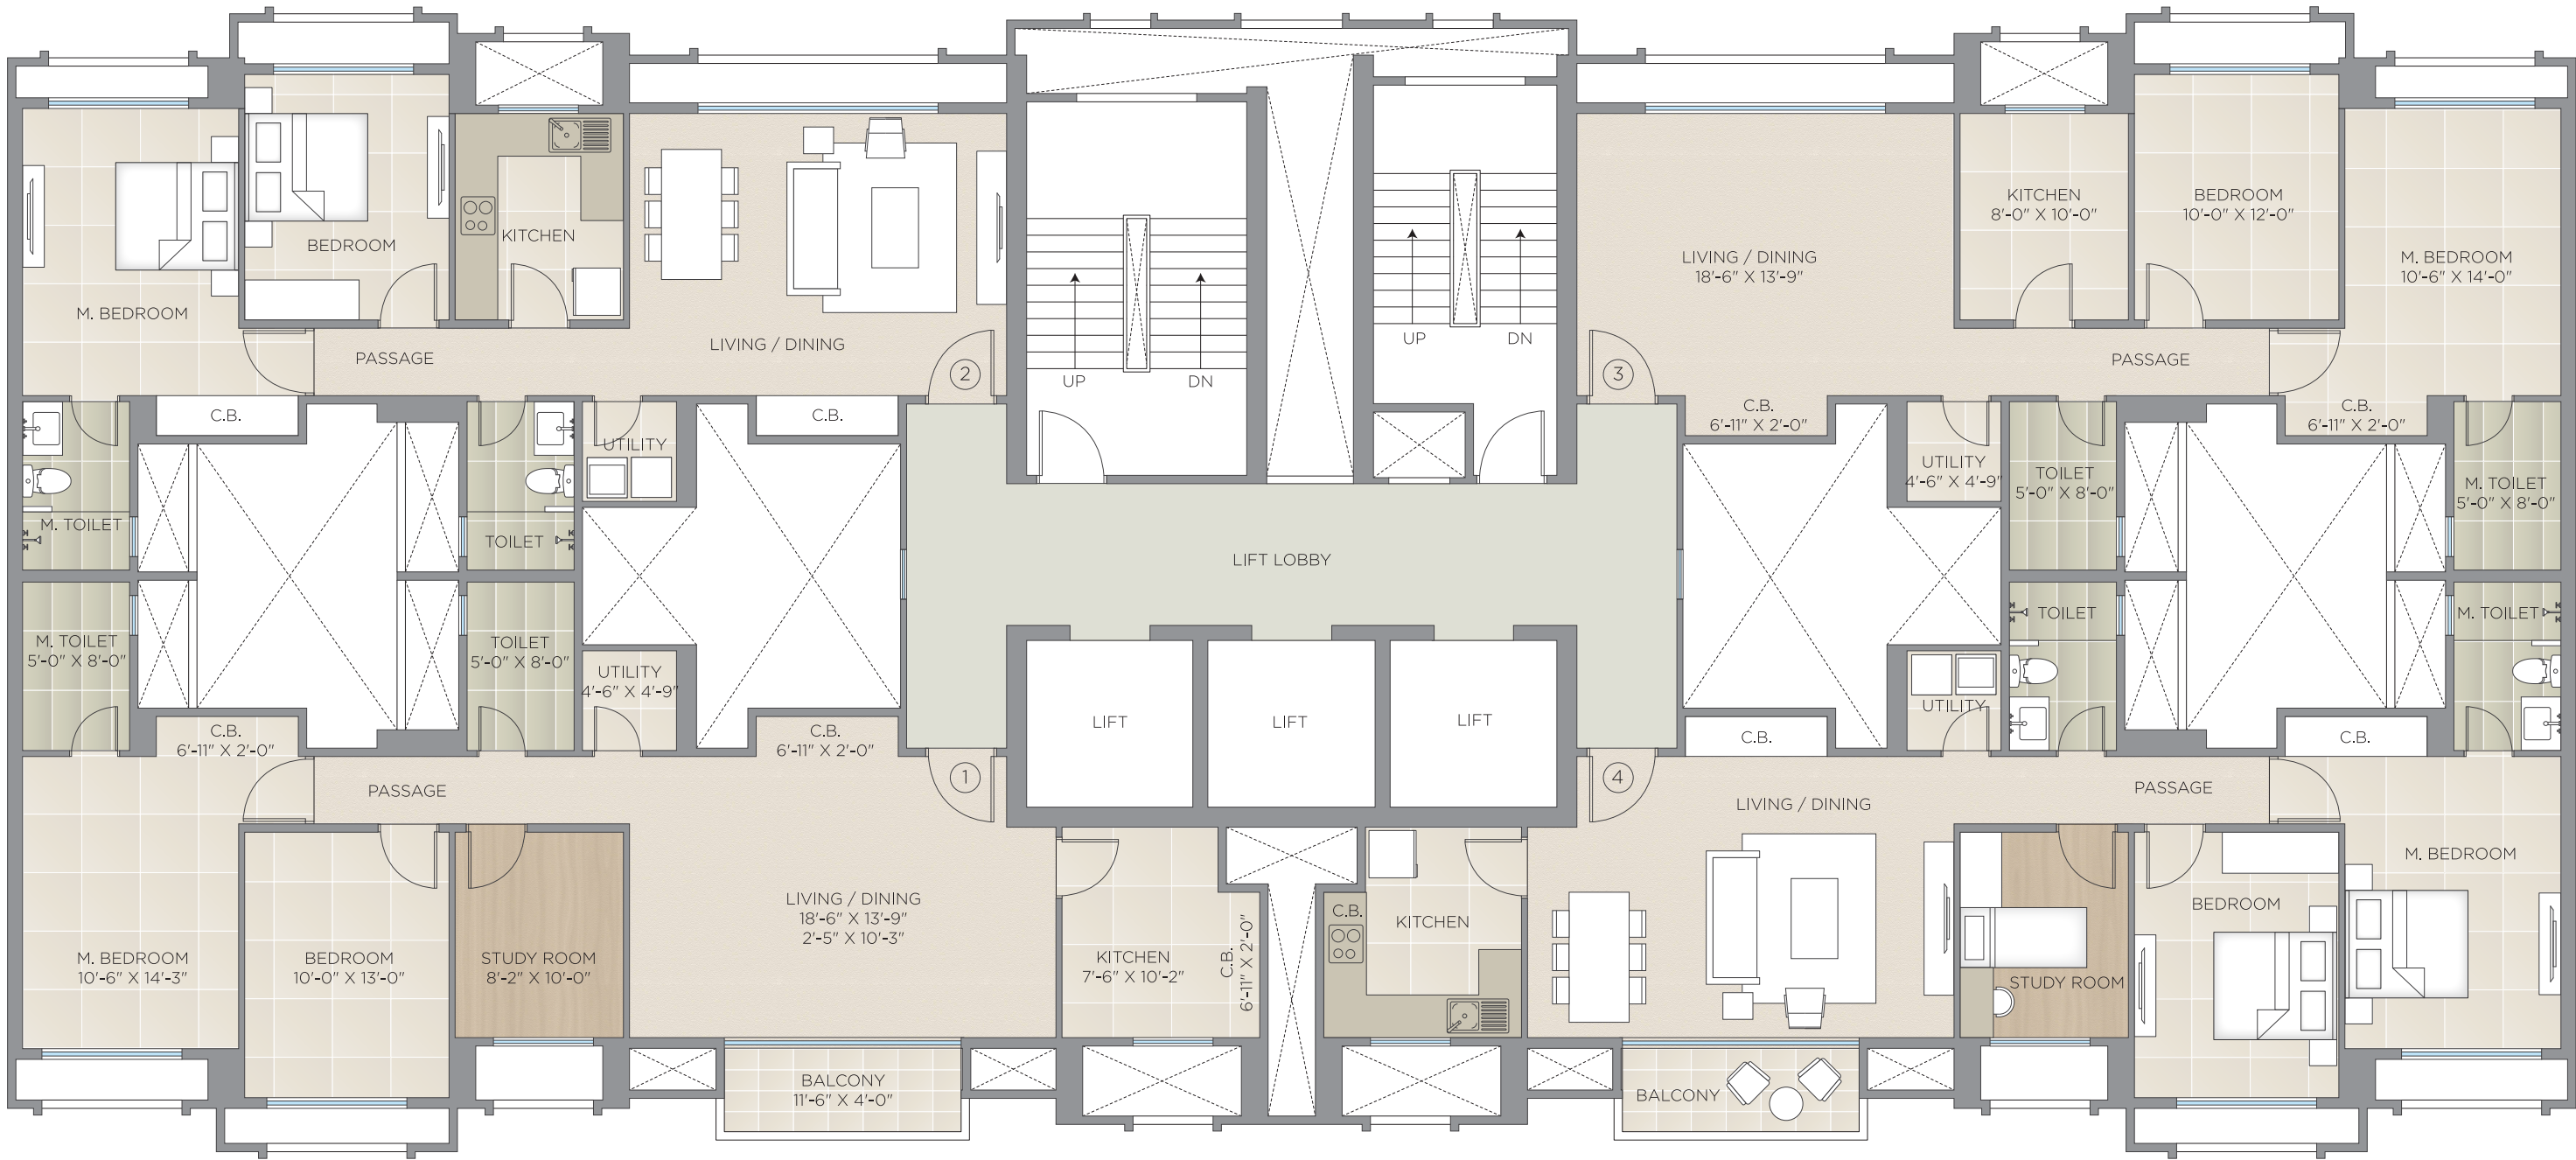 BEDROOM
M. BEDROOM
KITCHEN
PASSAGE
LIVING / DINING
2
C.B.
C.B.
UTILITY
M. TOILET
TOILET
UP
DN
UP
DN
LIVING / DINING
18'-6" X 13'-9"
KITCHEN
8'-0" X 10'-0"
BEDROOM
10'-0" X 12'-0"
M. BEDROOM
10'-6" X 14'-0"
3
PASSAGE
C.B.
6'-11" X 2'-0"
C.B.
6'-11" X 2'-0"
UTILITY
4'-6" X 4'-9"
TOILET
5'-0" X 8'-0"
M. TOILET
5'-0" X 8'-0"
LIFT LOBBY
LIFT
LIFT
LIFT
M. TOILET
5'-0" X 8'-0"
TOILET
5'-0" X 8'-0"
UTILITY
4'-6" X 4'-9"
C.B.
6'-11" X 2'-0"
C.B.
6'-11" X 2'-0"
1
PASSAGE
LIVING / DINING
18'-6" X 13'-9"
2'-5" X 10'-3"
M. BEDROOM
10'-6" X 14'-3"
BEDROOM
10'-0" X 13'-0"
STUDY ROOM
8'-2" X 10'-0"
KITCHEN
7'-6" X 10'-2"
C.B.
6'-11" X 2'-0"
BALCONY
11'-6" X 4'-0"
TOILET
M. TOILET
UTILITY
C.B.
C.B.
4
LIVING / DINING
PASSAGE
C.B.
KITCHEN
STUDY ROOM
BEDROOM
M. BEDROOM
BALCONY